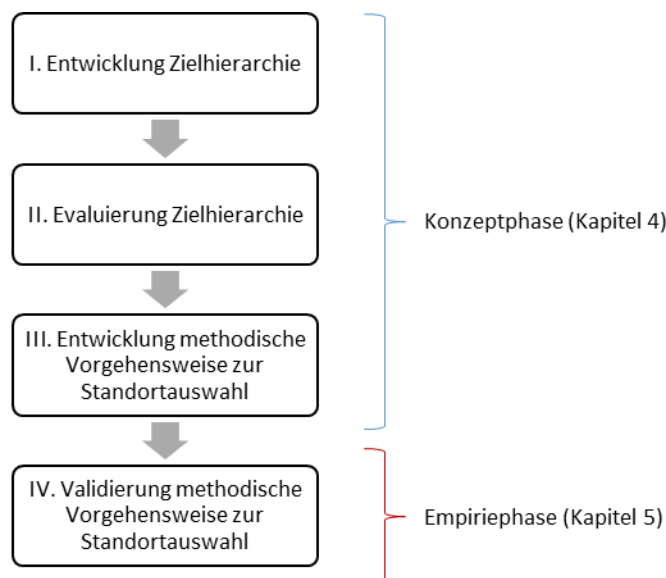 I. Entwicklung Zielhierarchie
II. Evaluierung Zielhierarchie
Konzeptphase (Kapitel 4)
III. Entwicklung methodische
Vorgehensweise zur
Standortauswahl
IV. Validierung methodische
Vorgehensweise zur
Standortauswahl
Empiriephase (Kapitel 5)